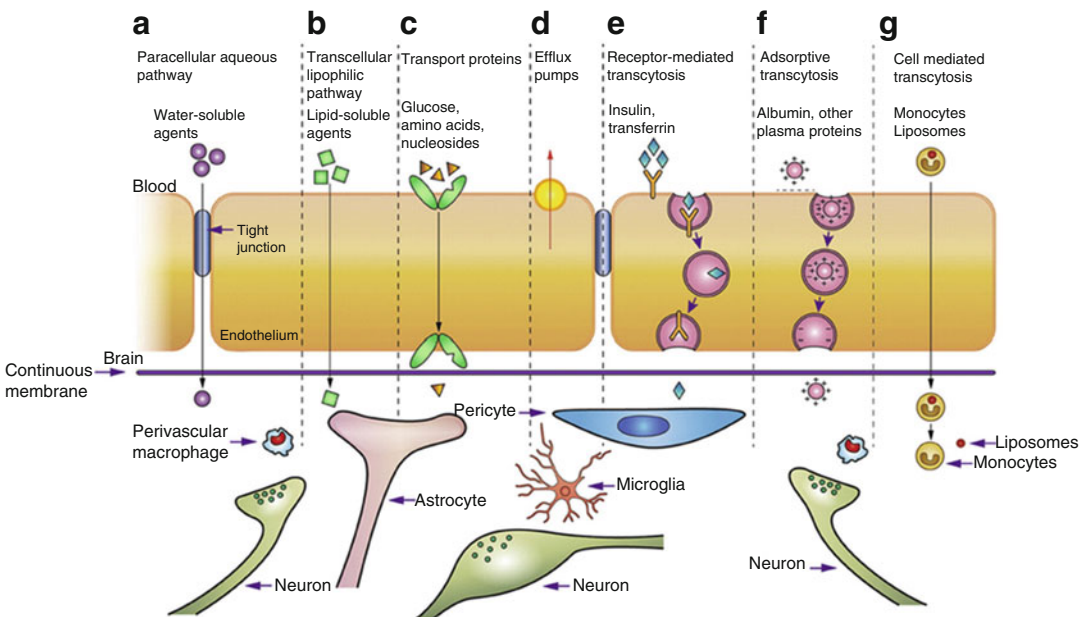 a
b
c
d
e
f
g
Paracellular aqueous
pathway
Transcellular
lipophilic
pathway
Transport proteins
Efflux
pumps
Receptor-mediated
transcytosis
Adsorptive
transcytosis
Cell mediated
transcytosis
Water-soluble
agents
Lipid-soluble
agents
Glucose,
amino acids,
nucleosides
Insulin,
transferrin
Albumin, other
plasma proteins
Monocytes
Liposomes
Blood
Tight
junction
Endothelium
Brain
Continuous
membrane
Perivascular
macrophage
Pericyte
Astrocyte
Microglia
Liposomes
Monocytes
Neuron
Neuron
Neuron